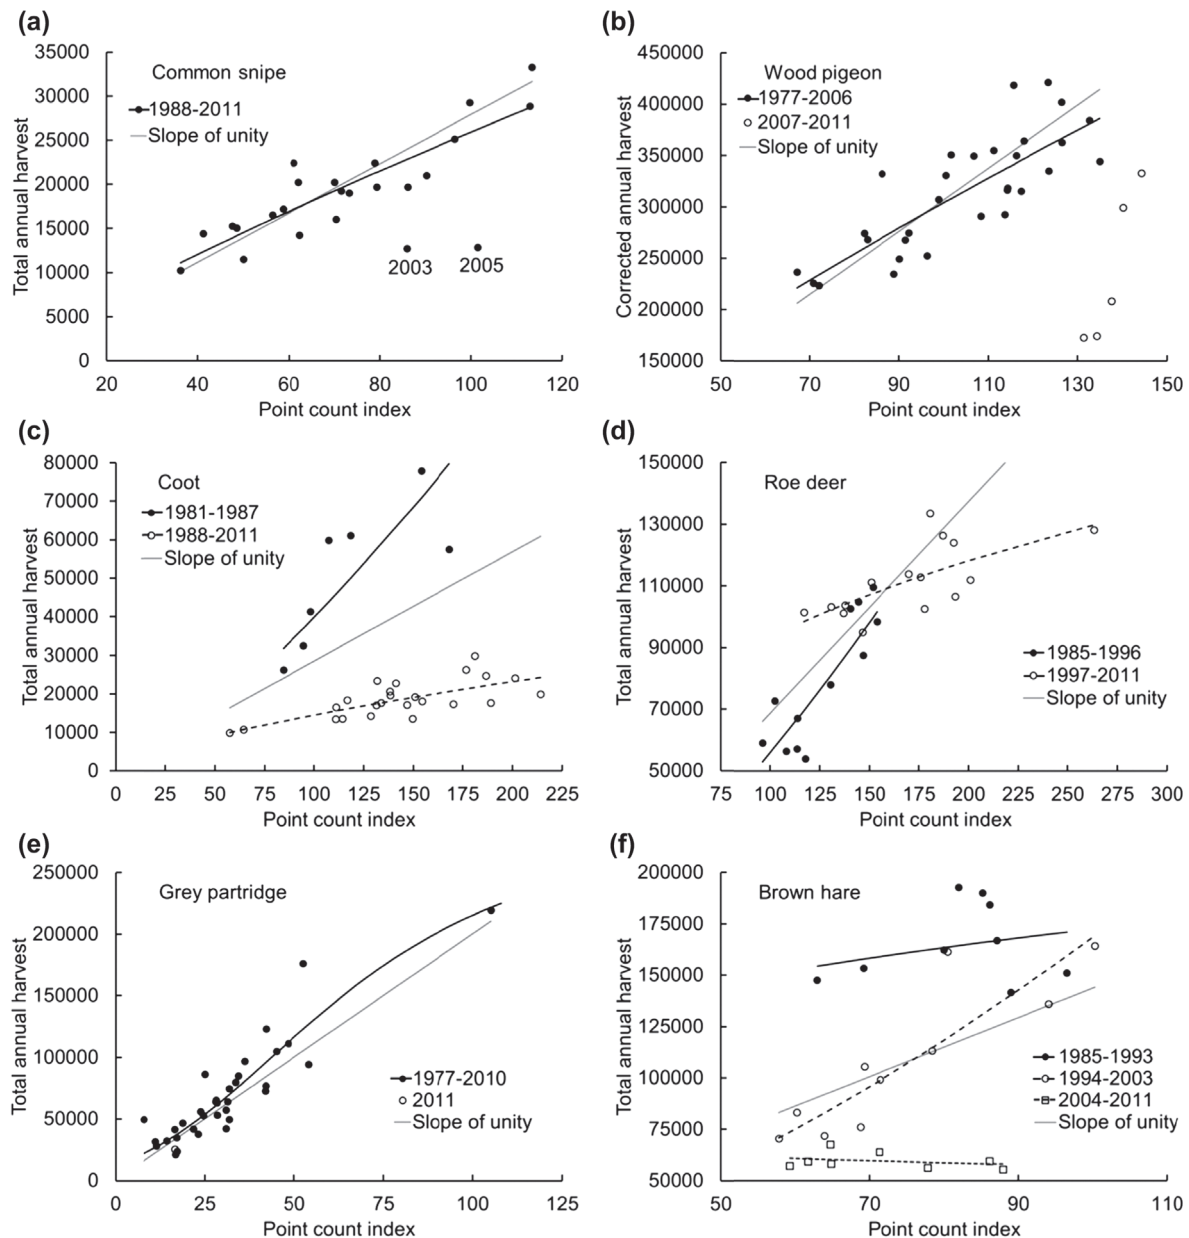 (a)
Total annual harvest
35000
30000
25000
20000
15000
10000
5000
0
Common snipe
1988-2011
Slope of unity
2003
2005
20 40 60 80 100 120
Point count index
(b)
Corrected annual harvest
450000
400000
350000
300000
250000
200000
150000
Wood pigeon
1977-2006
2007-2011
Slope of unity
50 70 90 110 130 150
Point count index
(c)
Total annual harvest
80000
70000
60000
50000
40000
30000
20000
10000
0
Coot
1981-1987
1988-2011
Slope of unity
0 25 50 75 100 125 150 175 200 225
Point count index
(d)
Total annual harvest
150000
130000
110000
90000
70000
50000
Roe deer
1985-1996
1997-2011
Slope of unity
75 100 125 150 175 200 225 250 275 300
Point count index
(e)
Total annual harvest
250000
200000
150000
100000
50000
0
Grey partridge
1977-2010
2011
Slope of unity
0 25 50 75 100 125
Point count index
(f)
Total annual harvest
200000
175000
150000
125000
100000
75000
50000
Brown hare
1985-1993
1994-2003
2004-2011
Slope of unity
50 70 90 110
Point count index